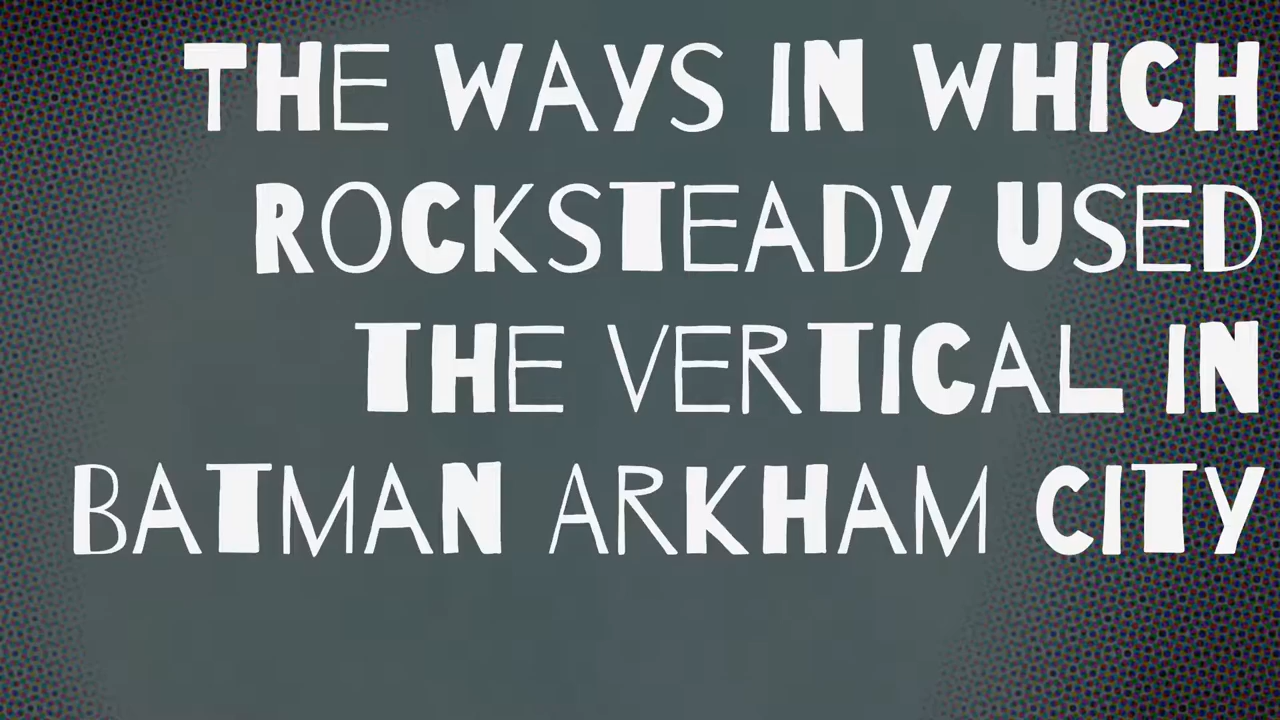 THE WAYS IN WHICH
ROCKSTEADY USED
THE VERTICAL IN
BATMAN ARKHAM CITY